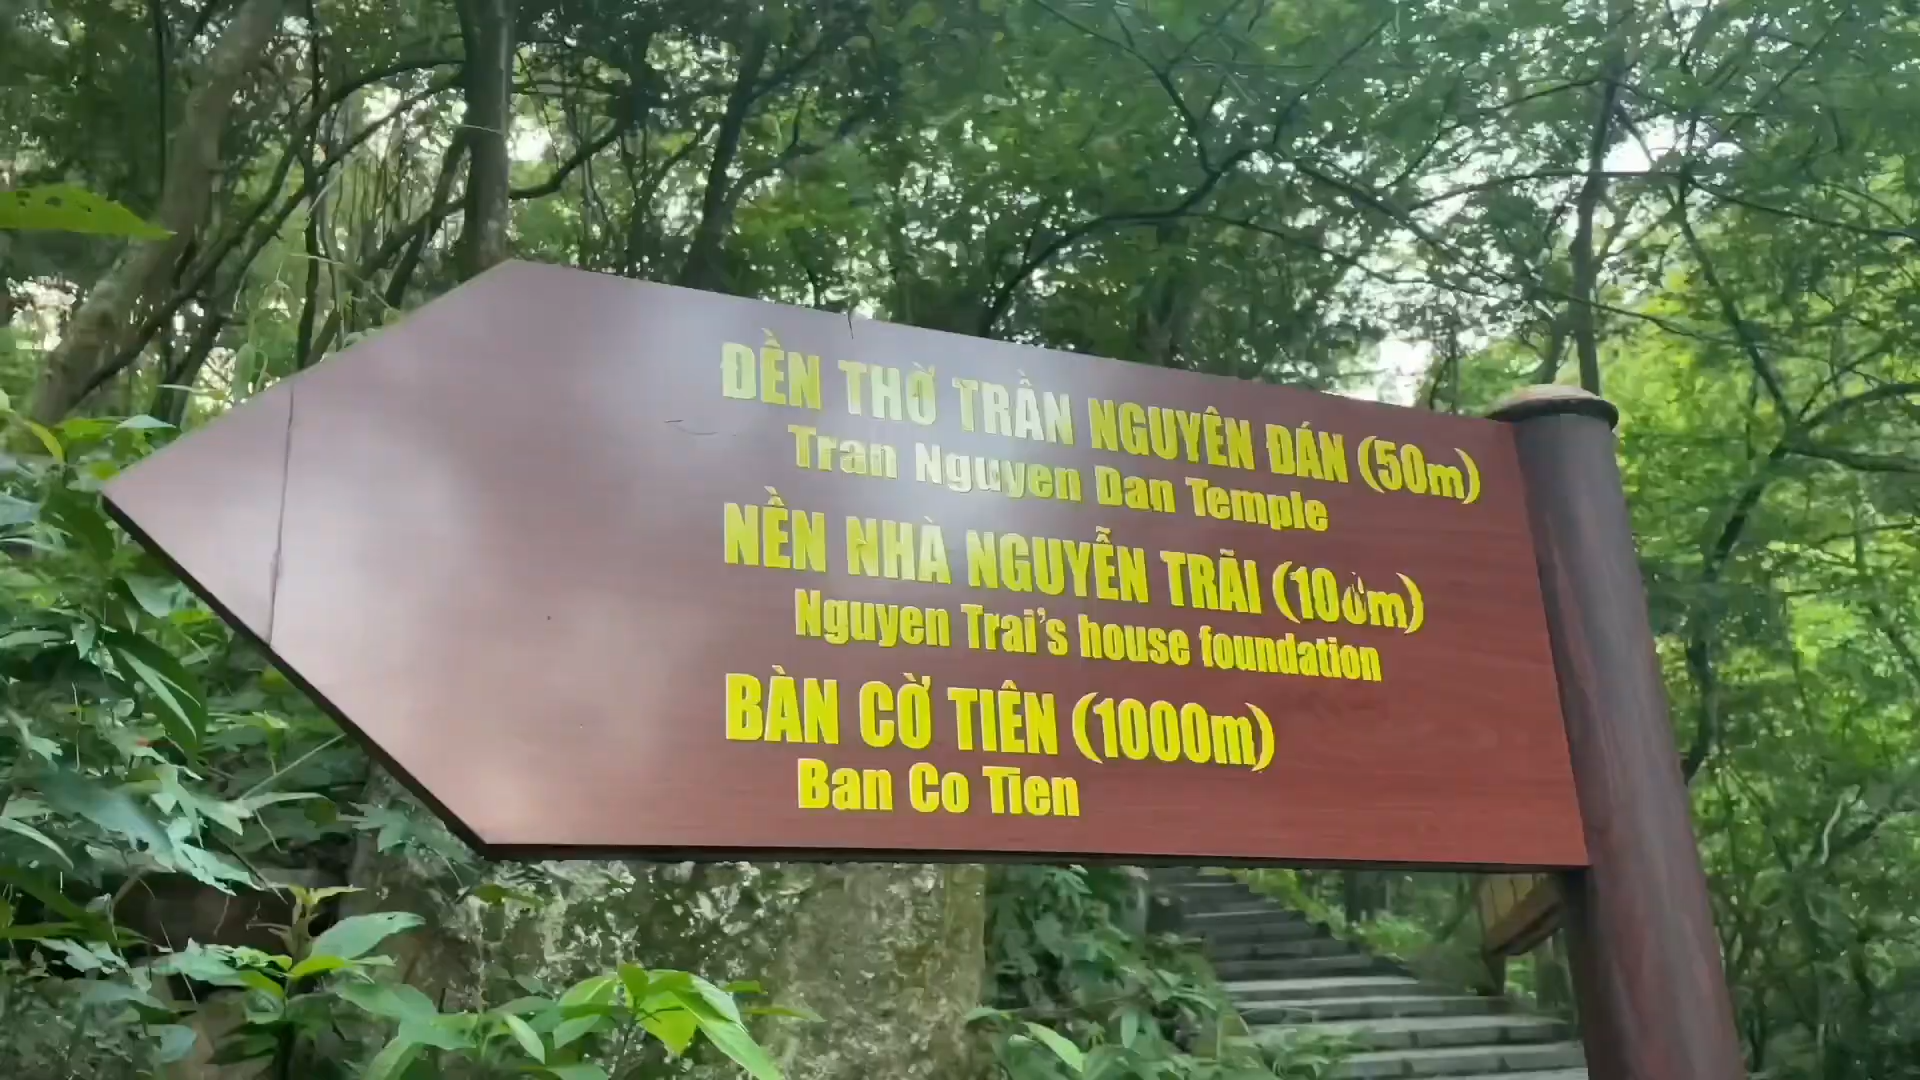 ĐỀN THỜ TRẦN NGUYÊN ĐÁN (50m)
Tran Nguyen Dan Temple
NỀN NHÀ NGUYỄN TRÃI (100m)
Nguyen Trai's house foundation
BÀN CỜ TIÊN (1000m)
Ban Co Tien